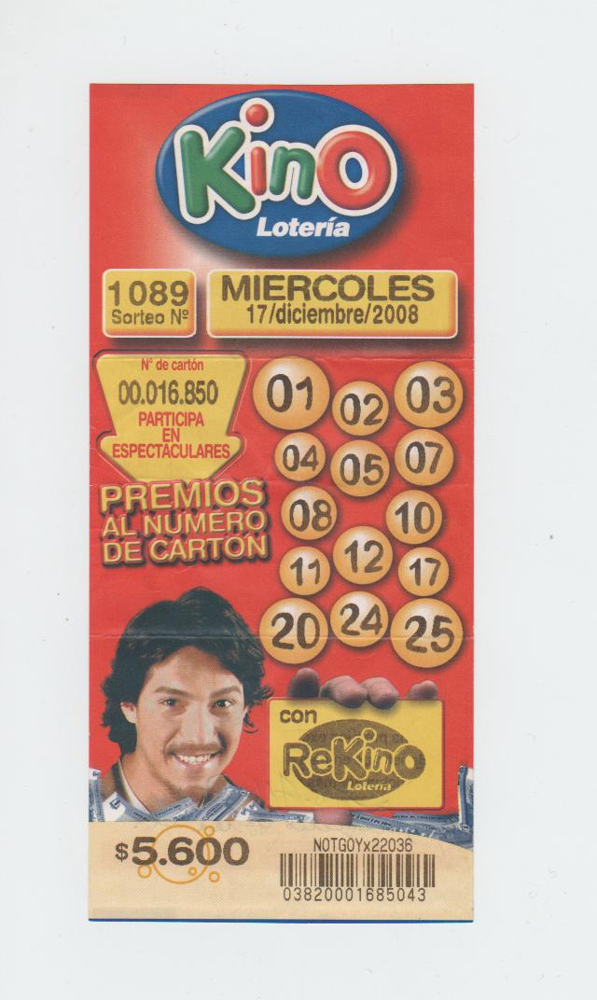 Kino
Lotería
1089
Sorteo Nº
MIERCOLES
17/diciembre/2008
Nº de cartón
00.016.850
PARTICIPA
EN
ESPECTACULARES
PREMIOS
AL NUMERO
DE CARTÓN
01 02 03
04 05 07
08 10
11 12 17
20 24 25
con
ReKino
Lotería
$5.600
NOTGOYx22036
03820001685043